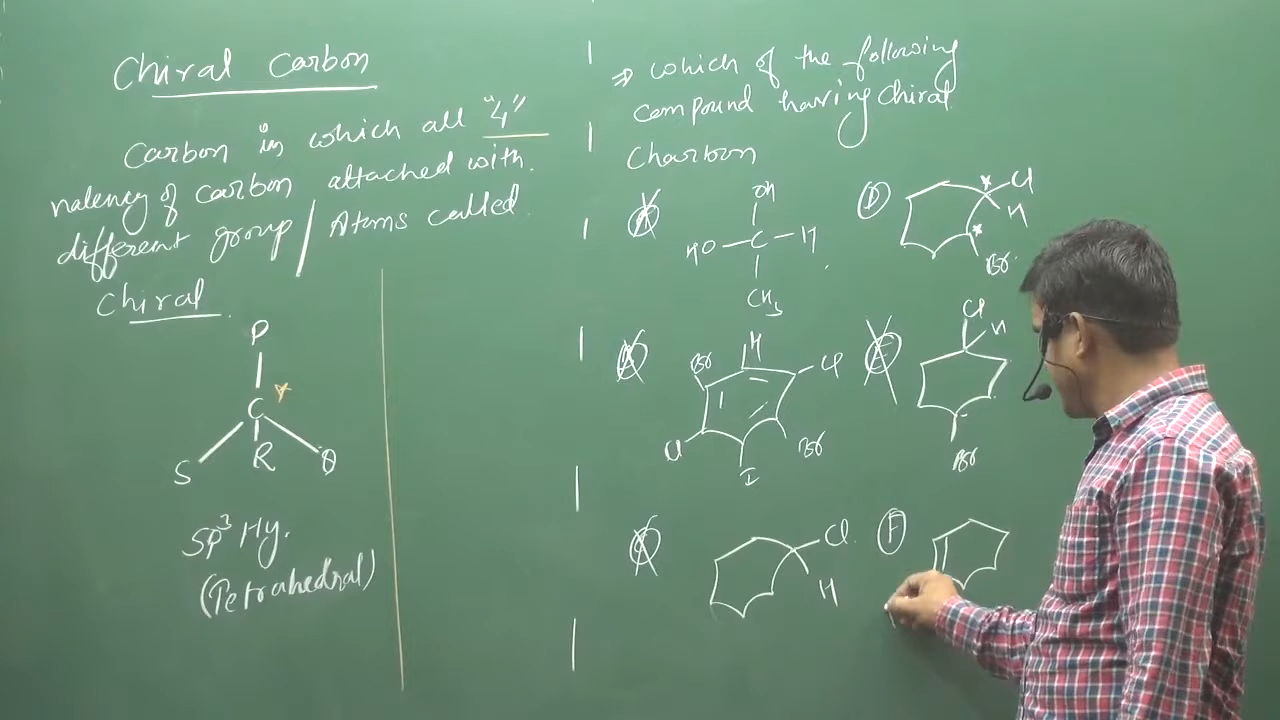 Chiral Carbon
Carbon in which all "4"
valency of carbon attached with
different group / Atoms called
Chiral
P
C
S
R
Q
SP³ Hy.
(Tetrahedral)
⇒ which of the following
compound having Chiral
Charbon
A
OH
HO C H
CH3
Br H Cl
Cl I Br
Cl
H
D
Cl
H
Br
E
Cl
H
Br
F